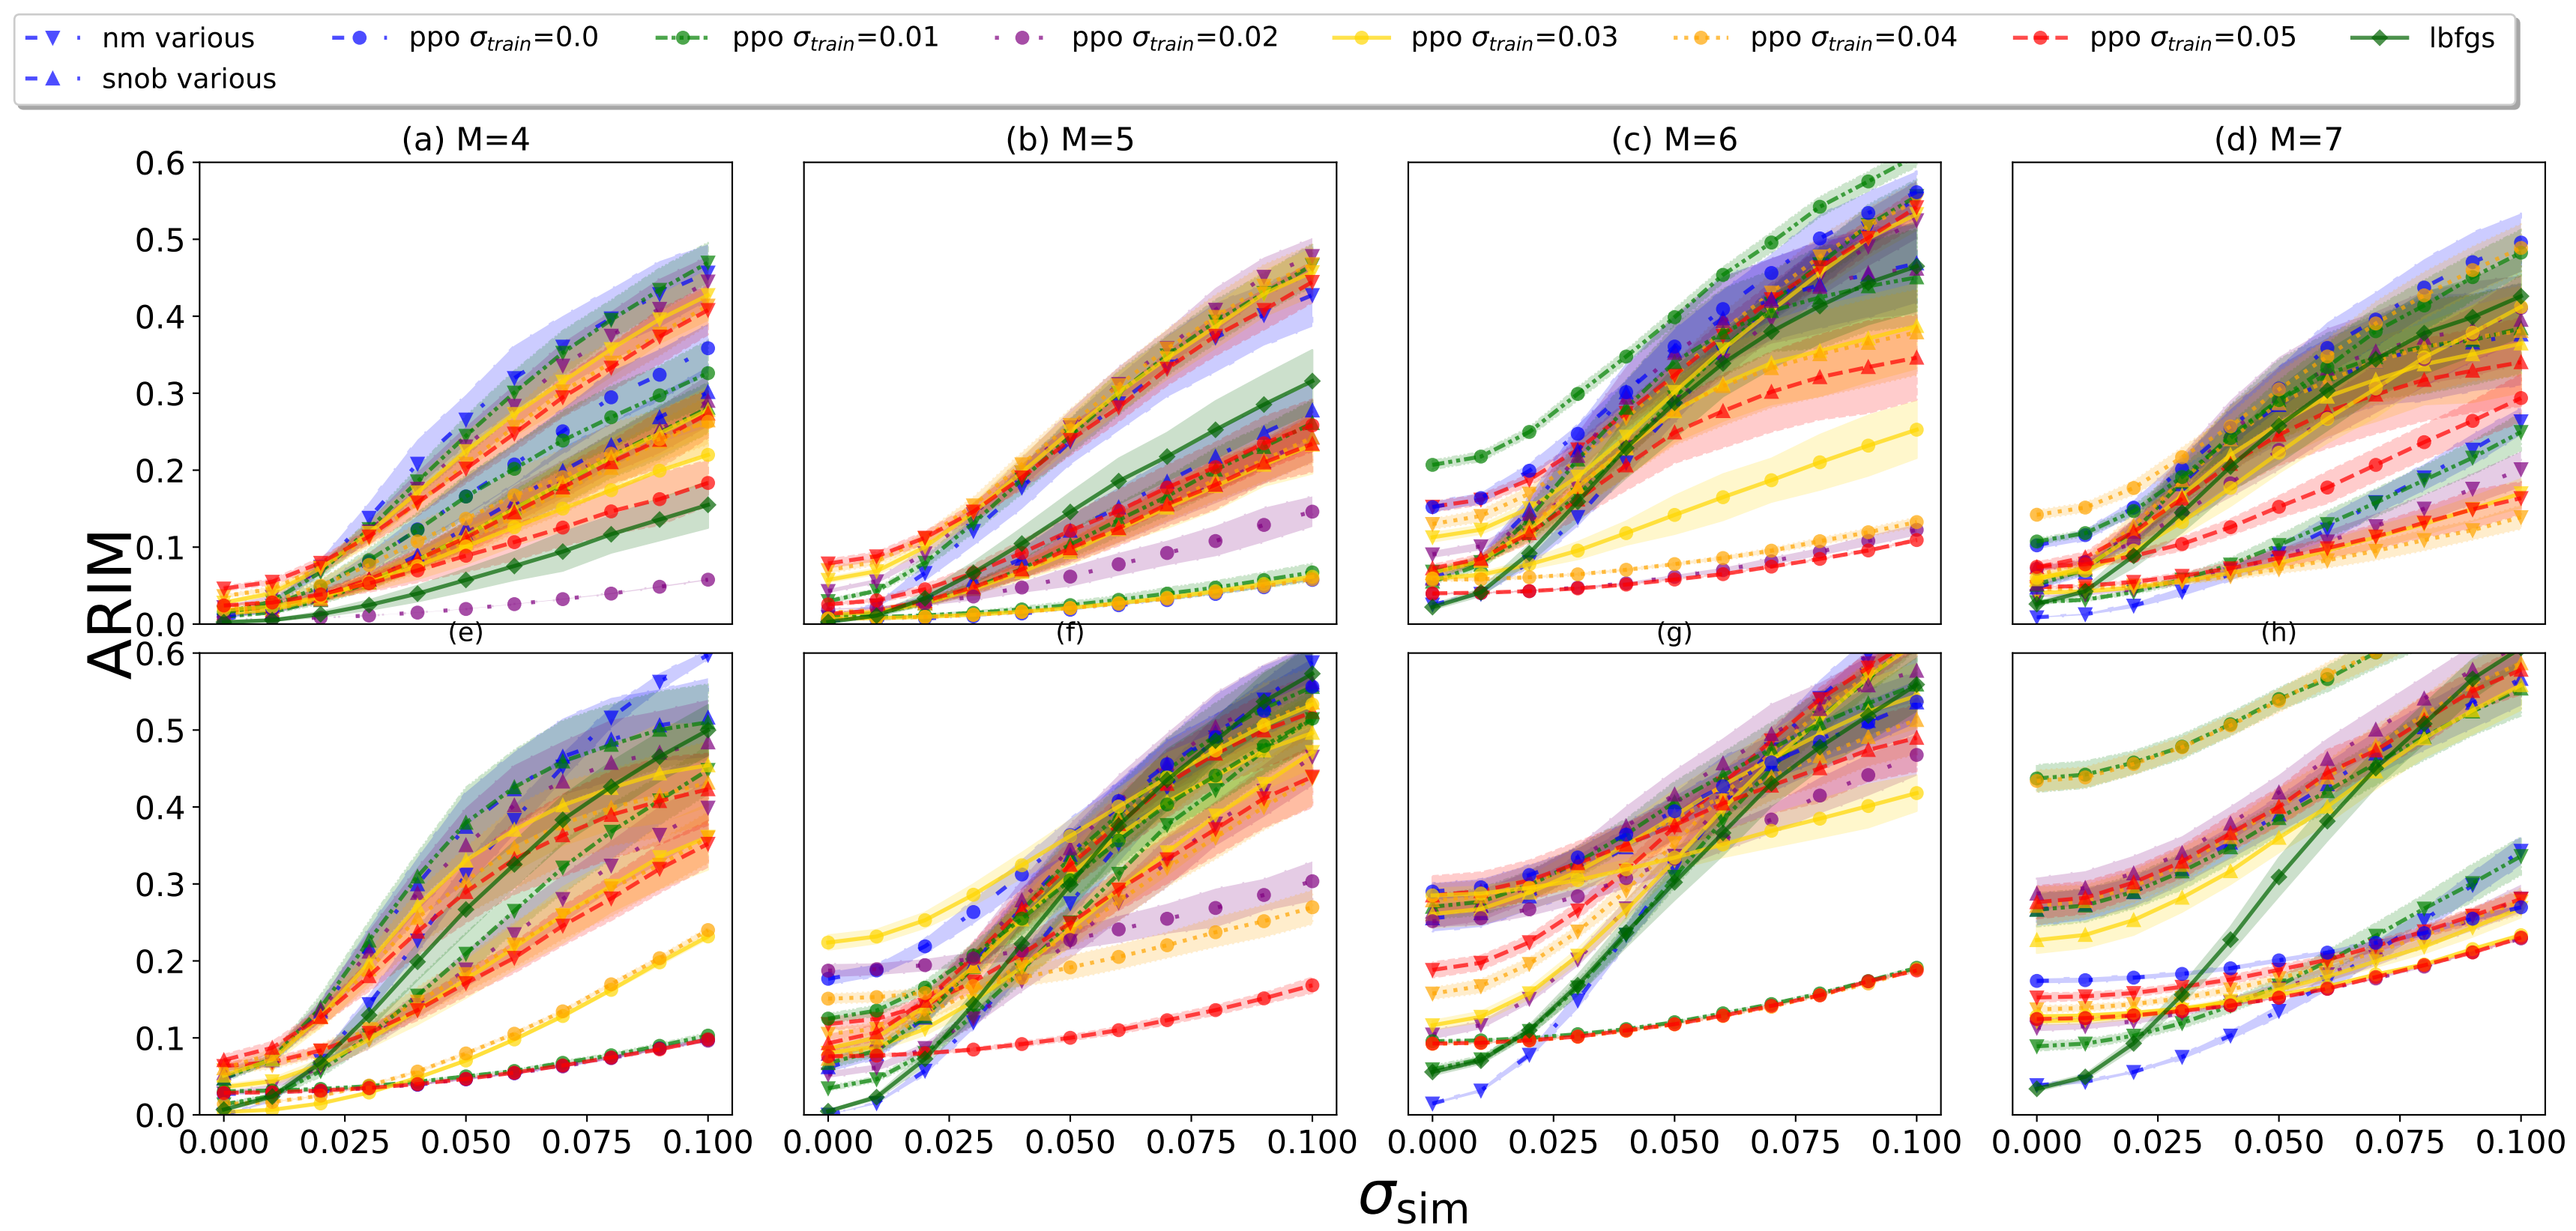 nm various ppo σtrain=0.0 ppo σtrain=0.01 ppo σtrain=0.02 ppo σtrain=0.03 ppo σtrain=0.04 ppo σtrain=0.05 lbfgs
snob various
(a) M=4 (b) M=5 (c) M=6 (d) M=7
0.6
0.5
0.4
0.3
0.2
0.1
0.0
ARIM
(e) (f) (g) (h)
0.6
0.5
0.4
0.3
0.2
0.1
0.0
0.000 0.025 0.050 0.075 0.100 0.000 0.025 0.050 0.075 0.100 0.000 0.025 0.050 0.075 0.100 0.000 0.025 0.050 0.075 0.100
σsim